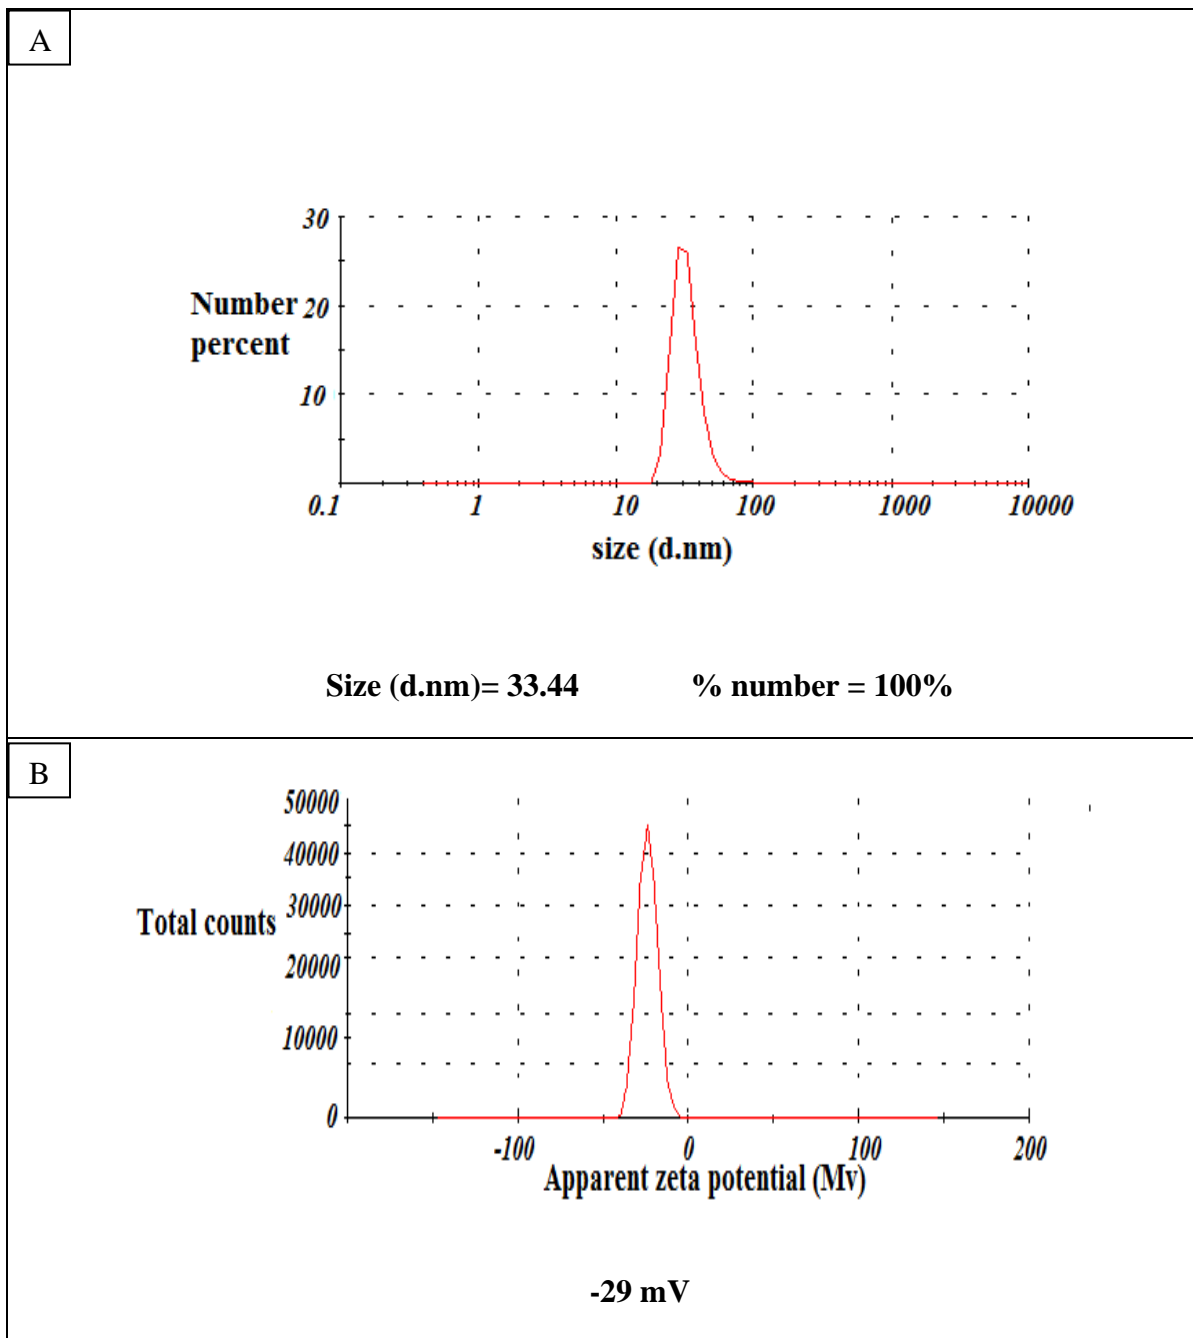 A
30
Number
percent
20
10
0.1 1 10 100 1000 10000
size (d.nm)
Size (d.nm)= 33.44 % number = 100%
B
50000
40000
Total counts
30000
20000
10000
0
-100 0 100 200
Apparent zeta potential (Mv)
-29 mV